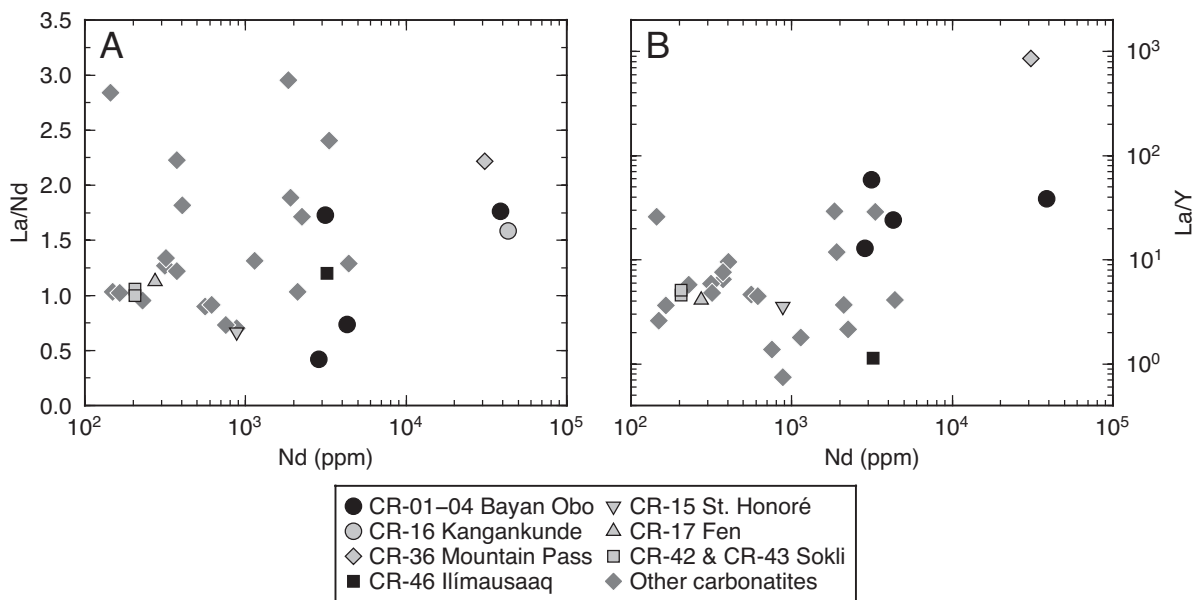 A
3.5
3.0
2.5
2.0
1.5
1.0
0.5
0.0
La/Nd
10²
10³
10⁴
10⁵
Nd (ppm)
B
10³
10²
10¹
10⁰
La/Y
10²
10³
10⁴
10⁵
Nd (ppm)
CR-01–04 Bayan Obo
CR-16 Kangankunde
CR-36 Mountain Pass
CR-46 Ilímausaaq
CR-15 St. Honoré
CR-17 Fen
CR-42 & CR-43 Sokli
Other carbonatites